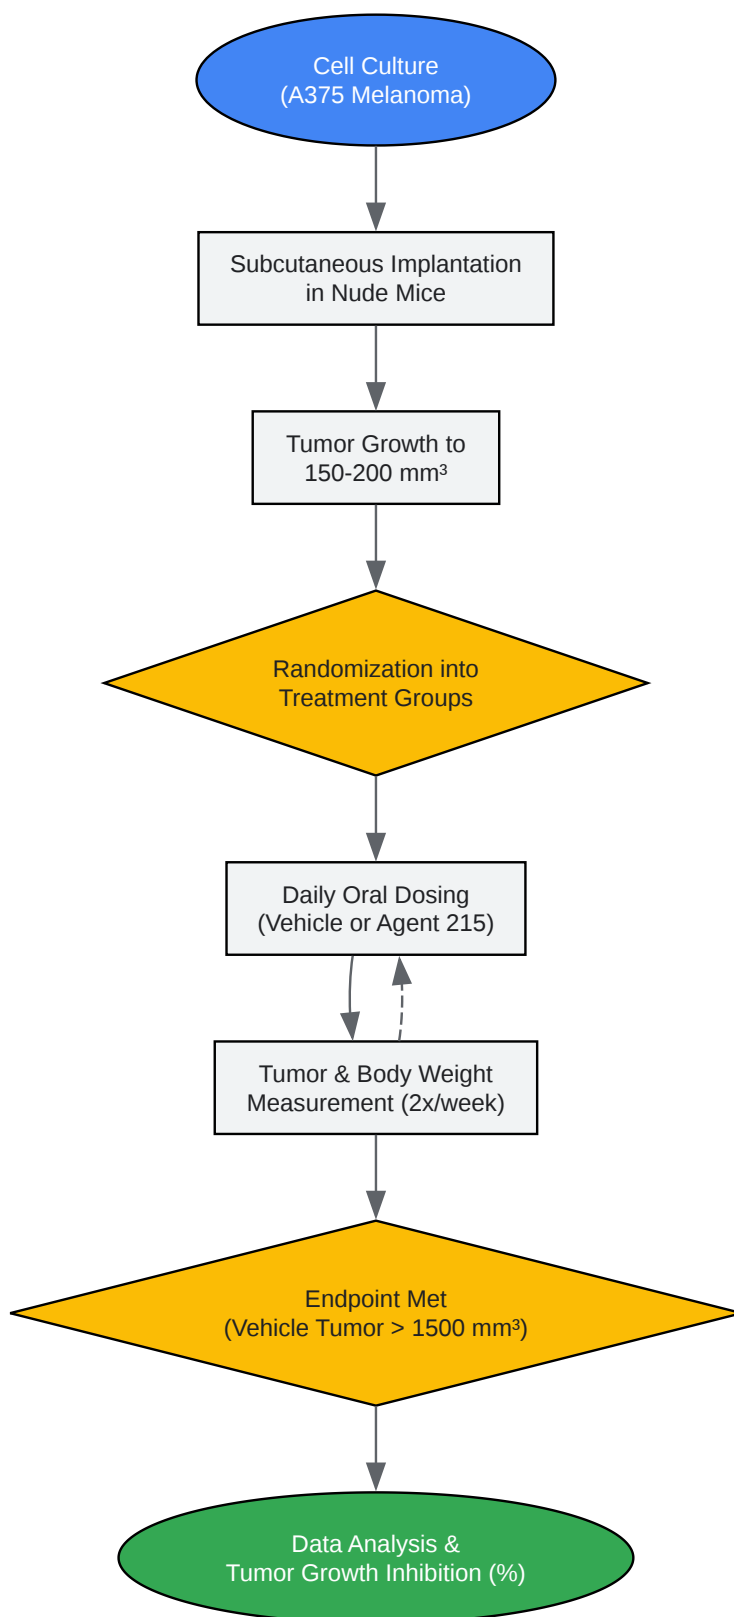 Cell Culture
(A375 Melanoma)
Subcutaneous Implantation
in Nude Mice
Tumor Growth to
150-200 mm³
Randomization into
Treatment Groups
Daily Oral Dosing
(Vehicle or Agent 215)
Tumor & Body Weight
Measurement (2x/week)
Endpoint Met
(Vehicle Tumor > 1500 mm³)
Data Analysis &
Tumor Growth Inhibition (%)